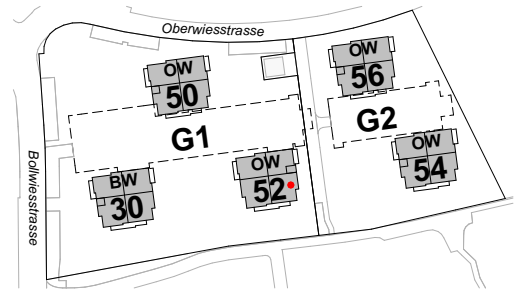 Oberwiesstrasse
OW
50
OW
56
G1
G2
Bollwiesstrasse
BW
30
OW
52
OW
54